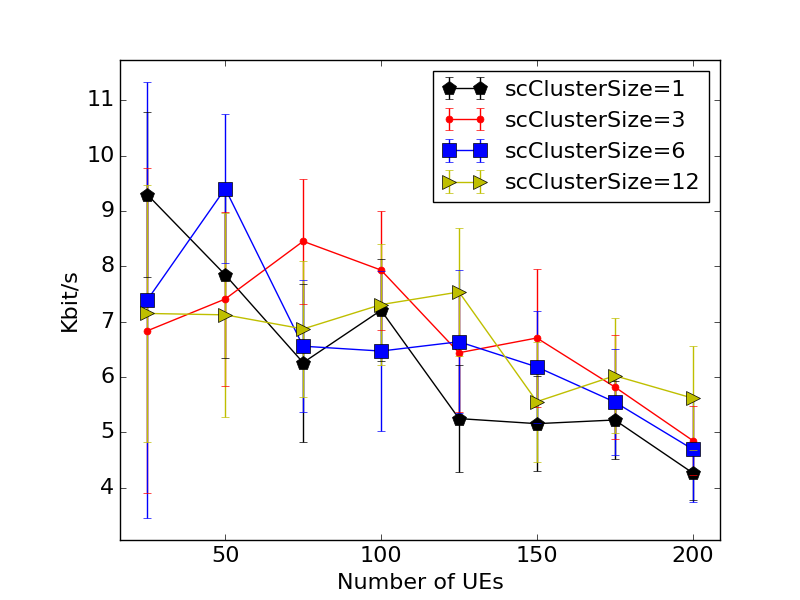 scClusterSize=1
scClusterSize=3
scClusterSize=6
scClusterSize=12
11
10
9
8
7
6
5
4
Kbit/s
50 100 150 200
Number of UEs